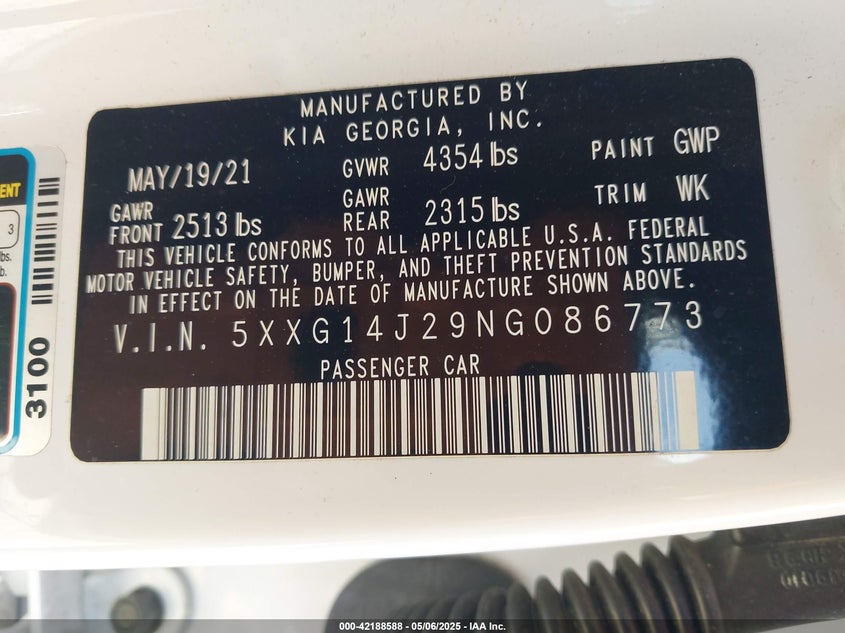 MANUFACTURED BY
KIA GEORGIA, INC.
MAY/19/21 GVWR 4354 lbs PAINT GWP
GAWR FRONT 2513 lbs GAWR REAR 2315 lbs TRIM WK
THIS VEHICLE CONFORMS TO ALL APPLICABLE U.S.A. FEDERAL
MOTOR VEHICLE SAFETY, BUMPER, AND THEFT PREVENTION STANDARDS
IN EFFECT ON THE DATE OF MANUFACTURE SHOWN ABOVE.
V.I.N. 5XXG14J29NG086773
PASSENGER CAR
ENT
3
lbs.
3100
000-42188588 - 05/06/2025 - IAA Inc.